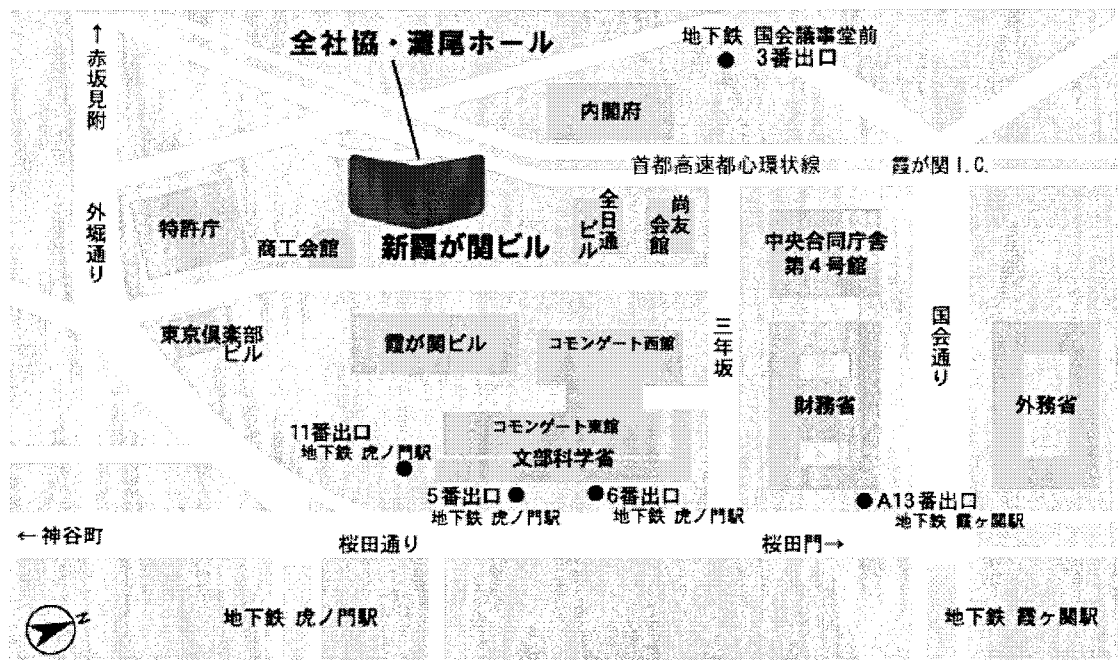 ↑赤坂見附
全社協・灘尾ホール
地下鉄 国会議事堂前
3番出口
内閣府
首都高速都心環状線
霞が関 I.C.
外堀通り
特許庁
商工会館
新霞が関ビル
全日通
ビル
尚友
会館
中央合同庁舎
第4号館
東京倶楽部
ビル
霞が関ビル
コモンゲート西館
三年坂
国会通り
財務省
外務省
11番出口
地下鉄 虎ノ門駅
コモンゲート東館
文部科学省
5番出口
地下鉄 虎ノ門駅
6番出口
地下鉄 虎ノ門駅
A13番出口
地下鉄 霞ヶ関駅
←神谷町
桜田通り
桜田門→
N
地下鉄 虎ノ門駅
地下鉄 霞ヶ関駅